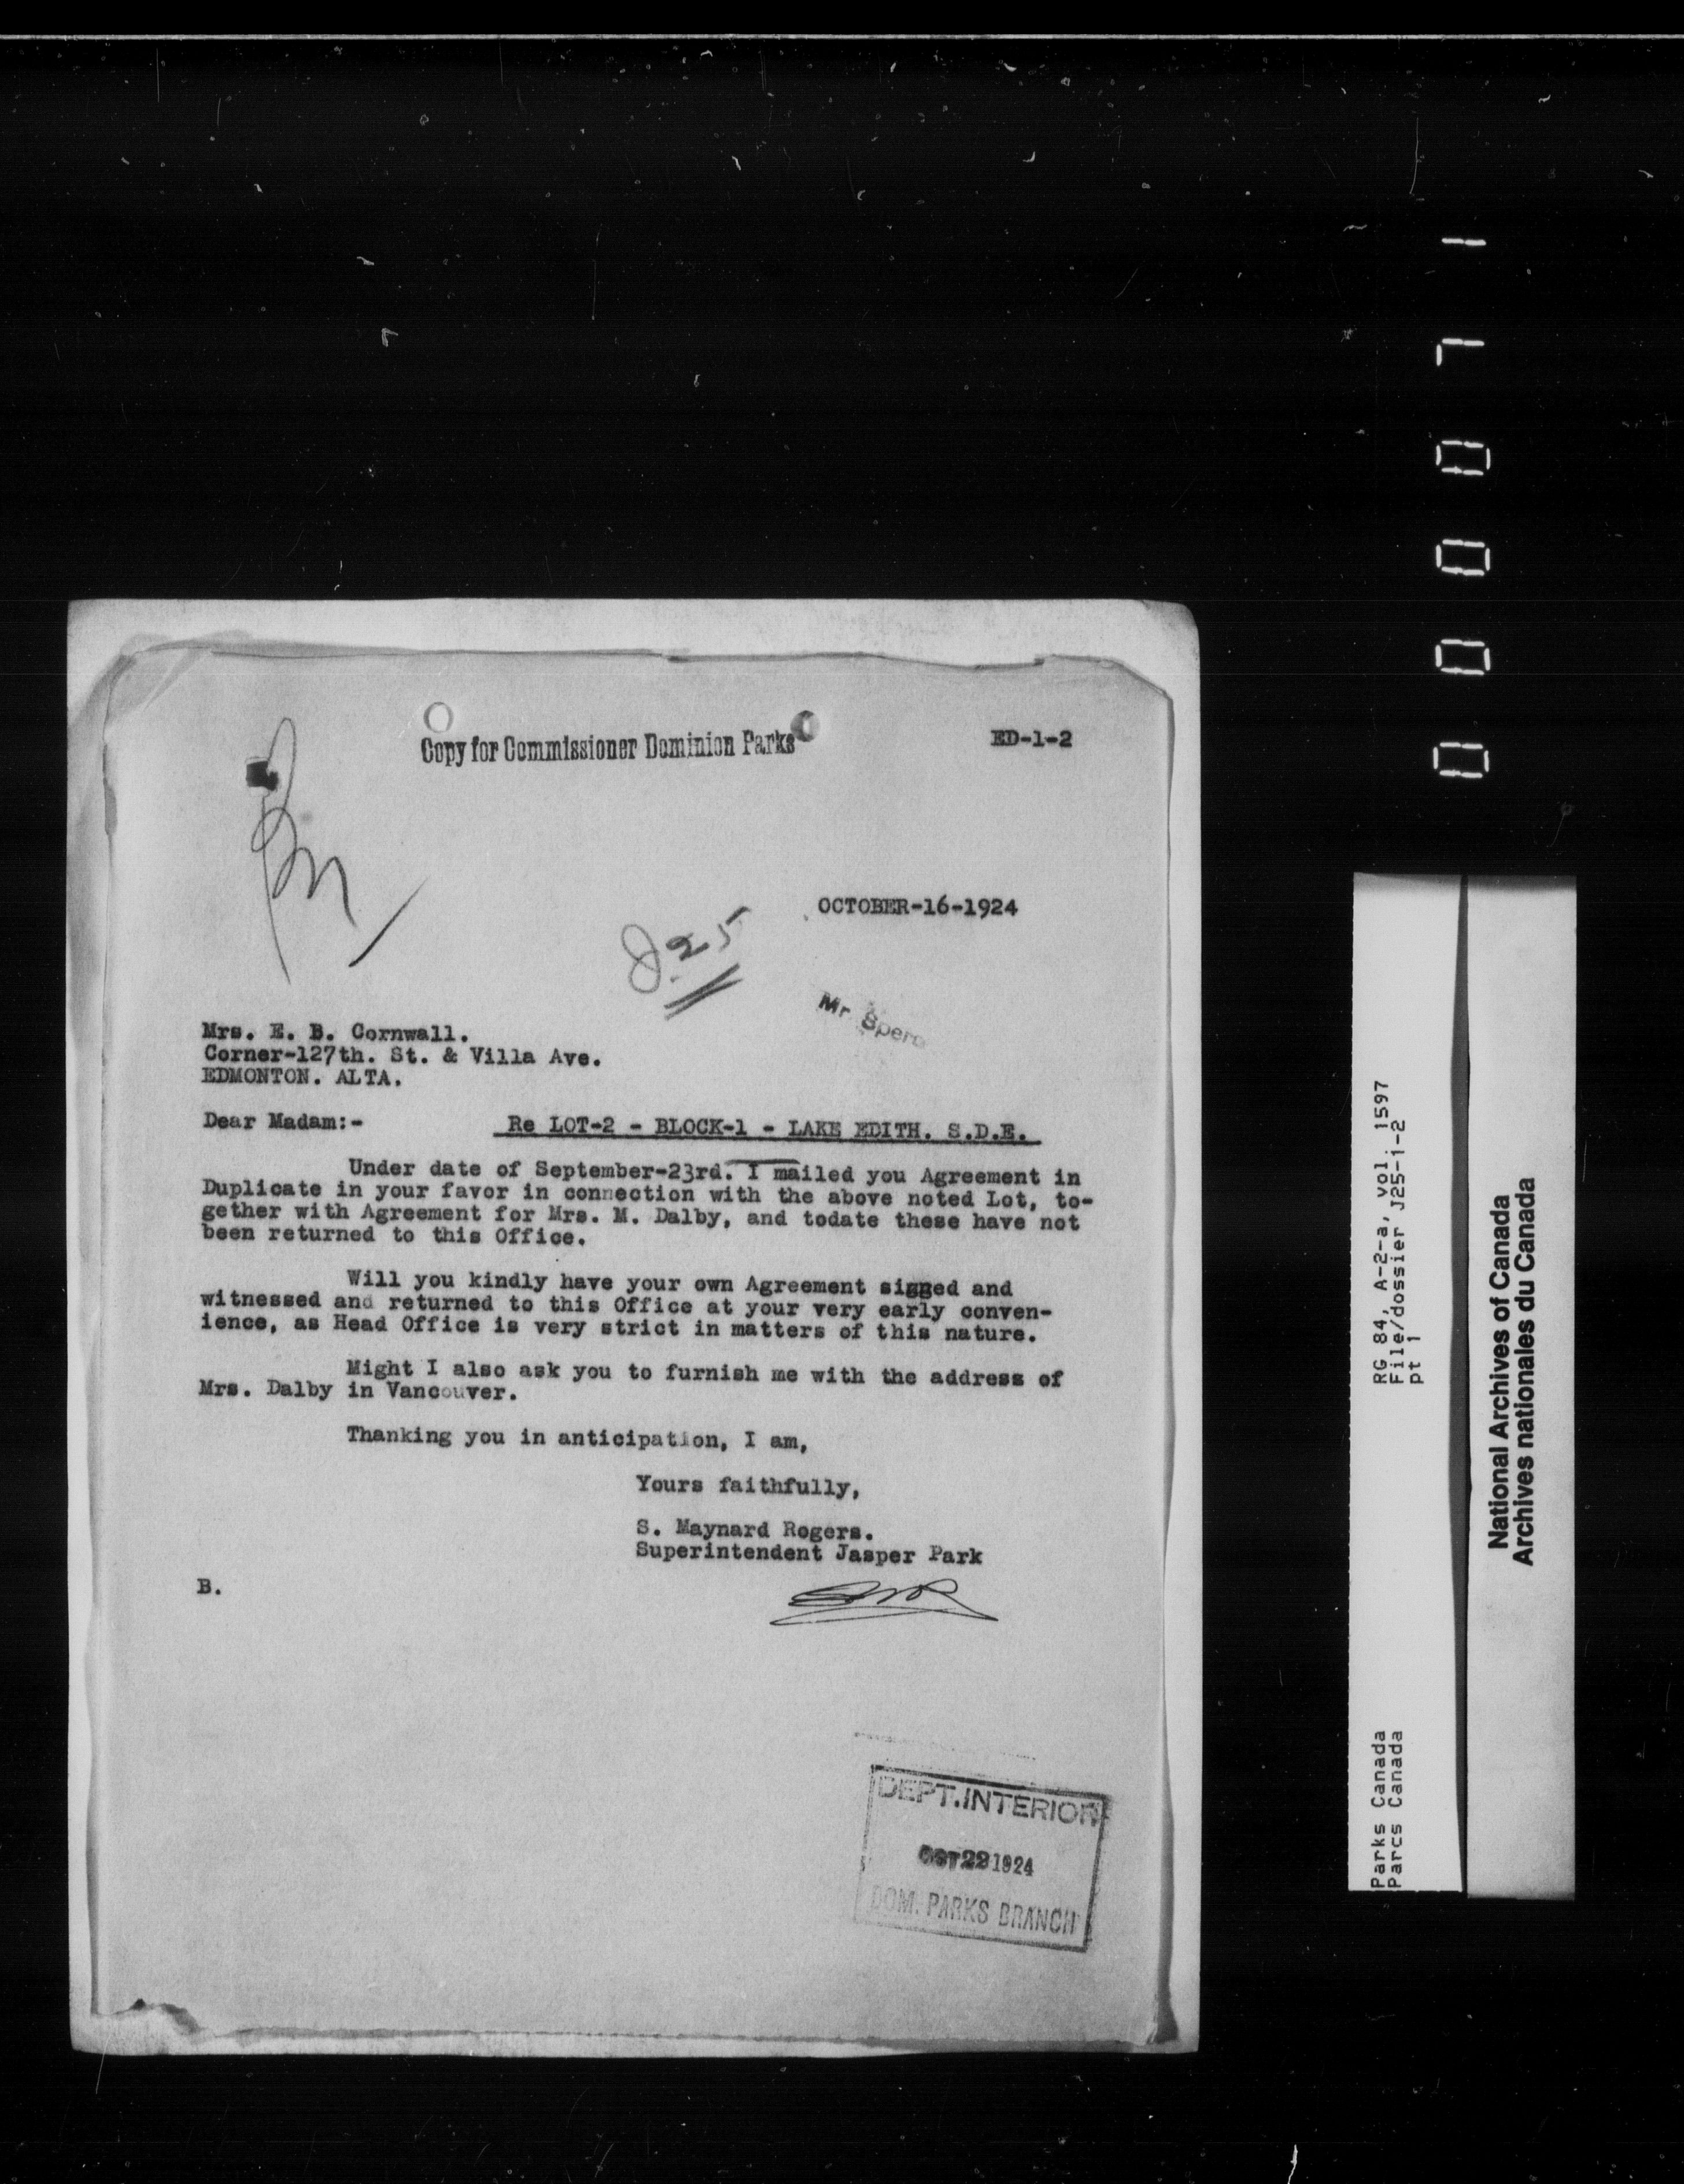 Copy for Commissioner Dominion Parks
ED-1-2
OCTOBER-16-1924
J.25
Mr Spero
Mrs. E. B. Cornwall.
Corner-127th. St. & Villa Ave.
EDMONTON. ALTA.
Dear Madam:-
Re LOT-2 - BLOCK-1 - LAKE EDITH. S.D.E.
Under date of September-23rd. I mailed you Agreement in
Duplicate in your favor in connection with the above noted Lot, to-
gether with Agreement for Mrs. M. Dalby, and todate these have not
been returned to this Office.
Will you kindly have your own Agreement signed and
witnessed and returned to this Office at your very early conven-
ience, as Head Office is very strict in matters of this nature.
Might I also ask you to furnish me with the address of
Mrs. Dalby in Vancouver.
Thanking you in anticipation, I am,
Yours faithfully,
S. Maynard Rogers.
Superintendent Jasper Park
B.
SMR
DEPT. INTERIOR
OCT 22 1924
DOM. PARKS BRANCH
000071
RG 84, A-2-a, vol. 1597
File/dossier J25-1-2
pt 1
Parks Canada
Parcs Canada
National Archives of Canada
Archives nationales du Canada